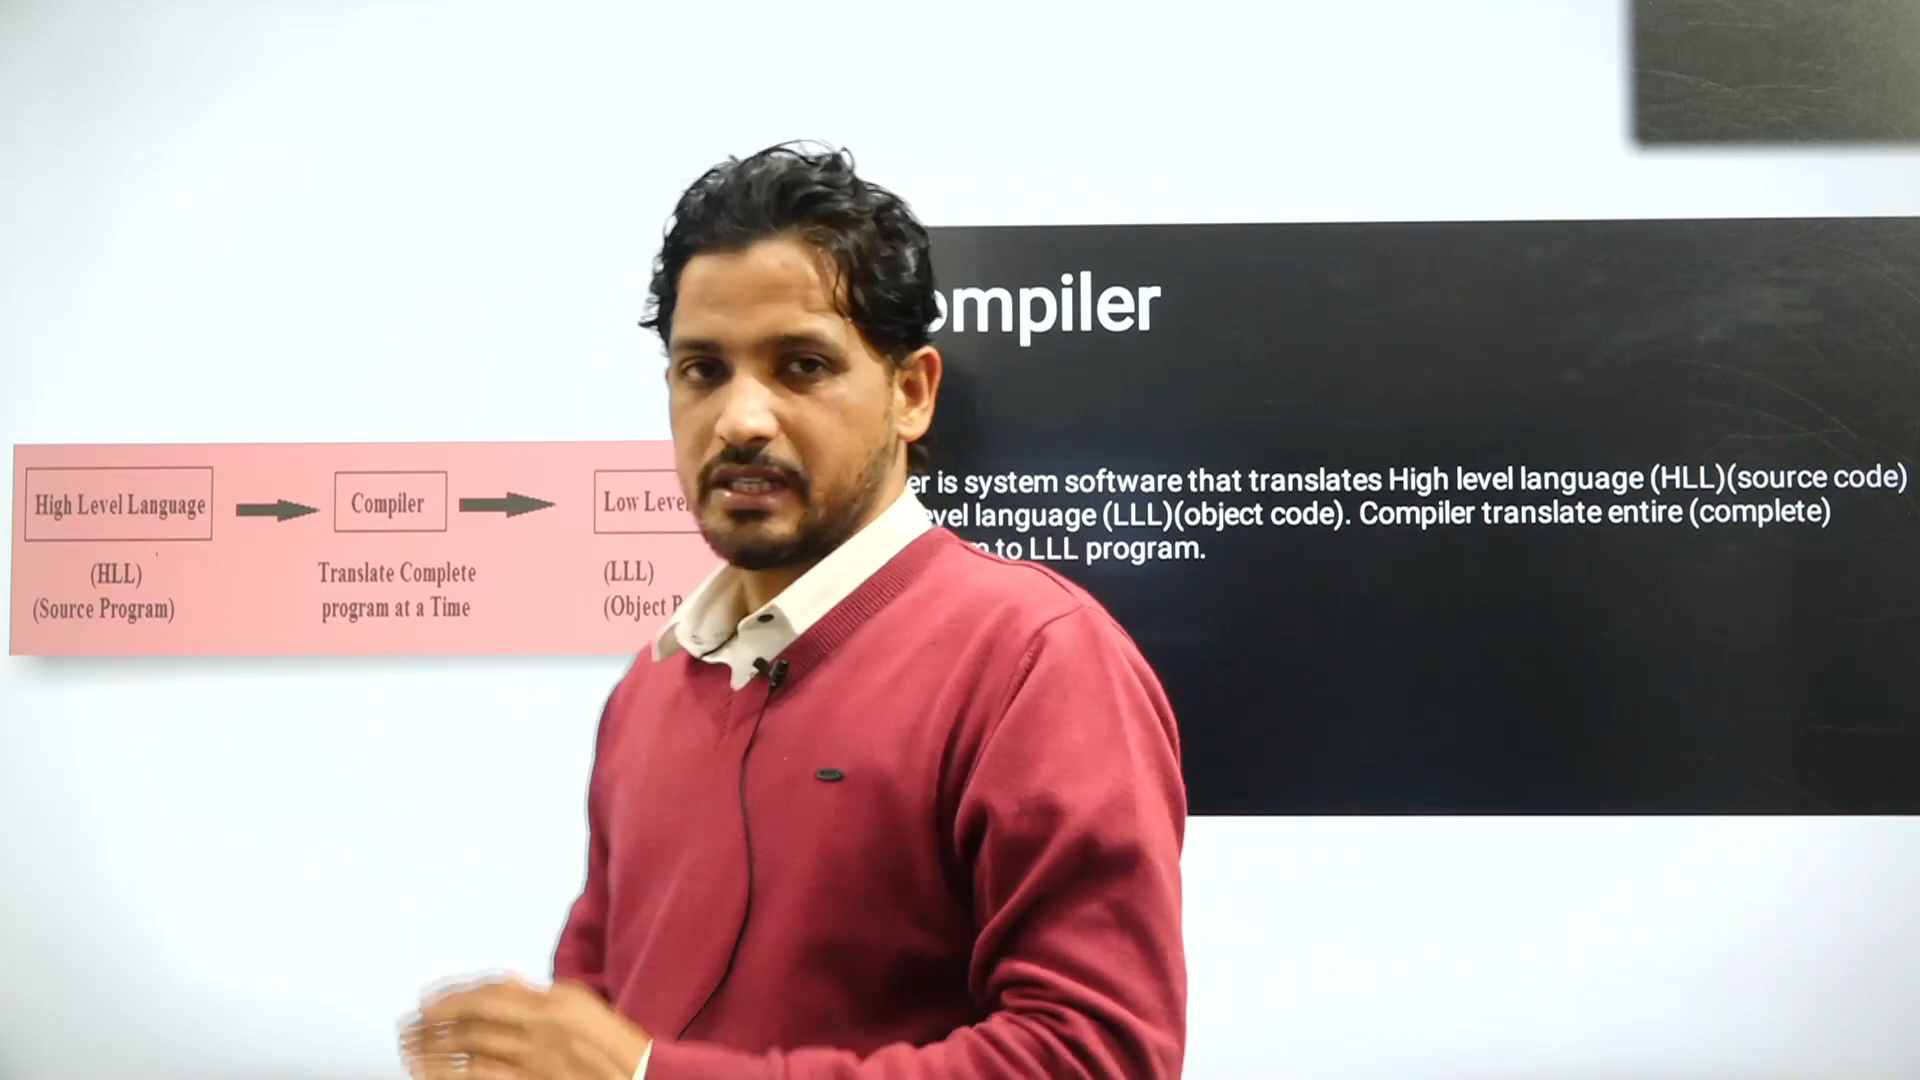 ompiler
High Level Language
Compiler
Low Leve
er is system software that translates High level language (HLL)(source code)
evel language (LLL)(object code). Compiler translate entire (complete)
to LLL program.
(HLL)
Translate Complete
(LLL)
(Source Program)
program at a Time
(Object P